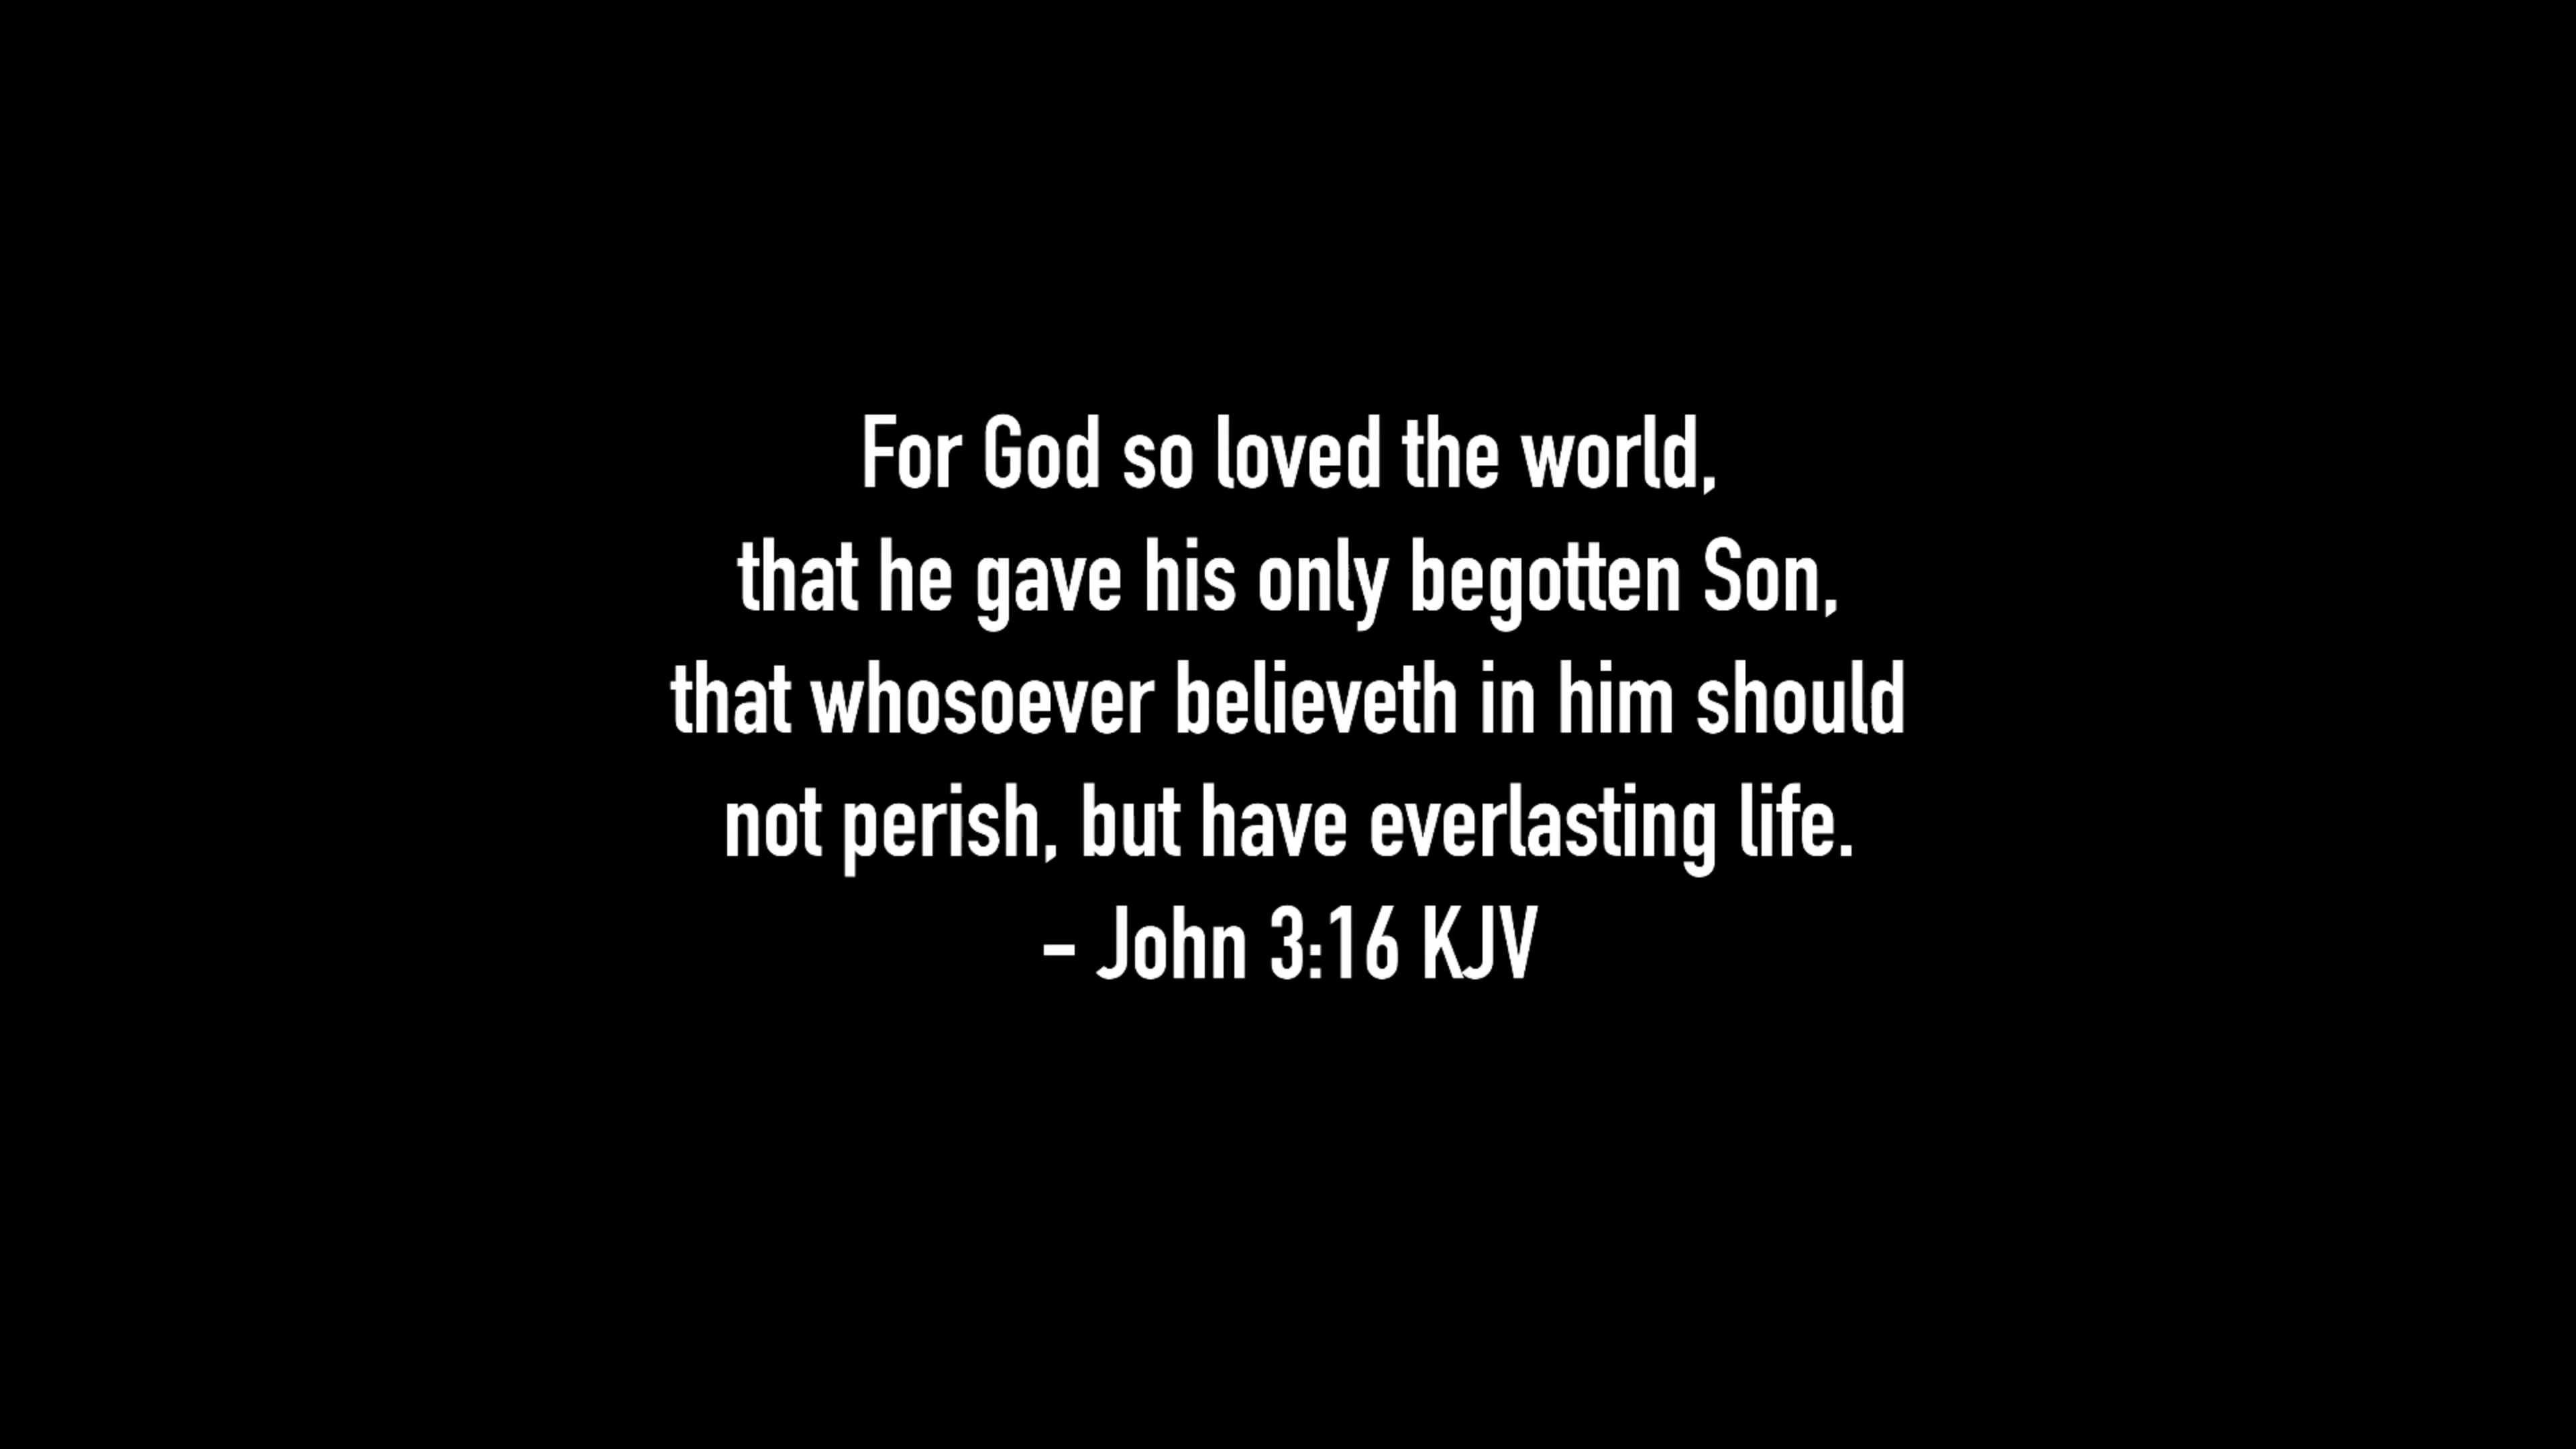 For God so loved the world,
that he gave his only begotten Son,
that whosoever believeth in him should
not perish, but have everlasting life.
- John 3:16 KJV